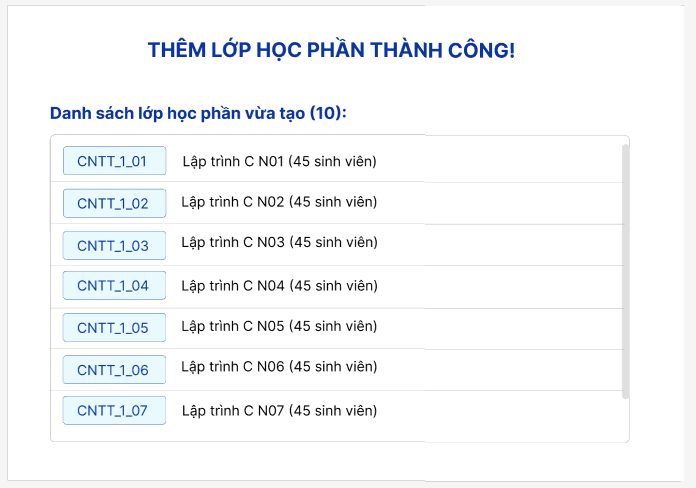 THÊM LỚP HỌC PHẦN THÀNH CÔNG!
Danh sách lớp học phần vừa tạo (10):
CNTT_1_01 Lập trình C N01 (45 sinh viên)
CNTT_1_02 Lập trình C N02 (45 sinh viên)
CNTT_1_03 Lập trình C N03 (45 sinh viên)
CNTT_1_04 Lập trình C N04 (45 sinh viên)
CNTT_1_05 Lập trình C N05 (45 sinh viên)
CNTT_1_06 Lập trình C N06 (45 sinh viên)
CNTT_1_07 Lập trình C N07 (45 sinh viên)